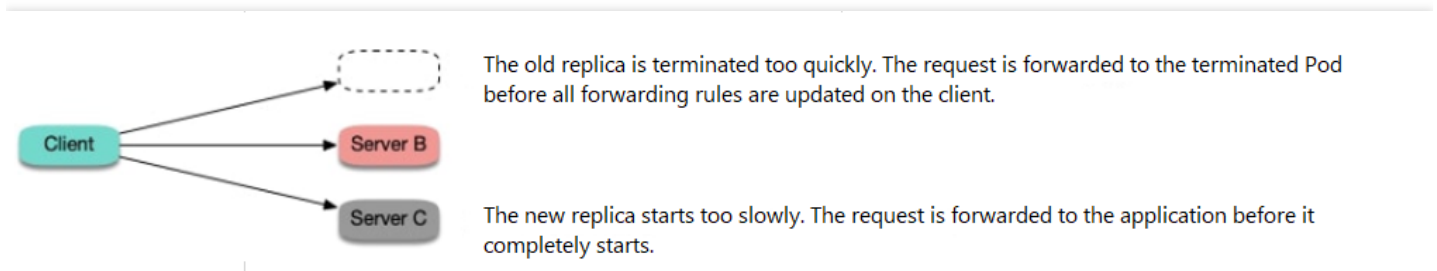 The old replica is terminated too quickly. The request is forwarded to the terminated Pod
before all forwarding rules are updated on the client.
Client
Server B
Server C
The new replica starts too slowly. The request is forwarded to the application before it
completely starts.